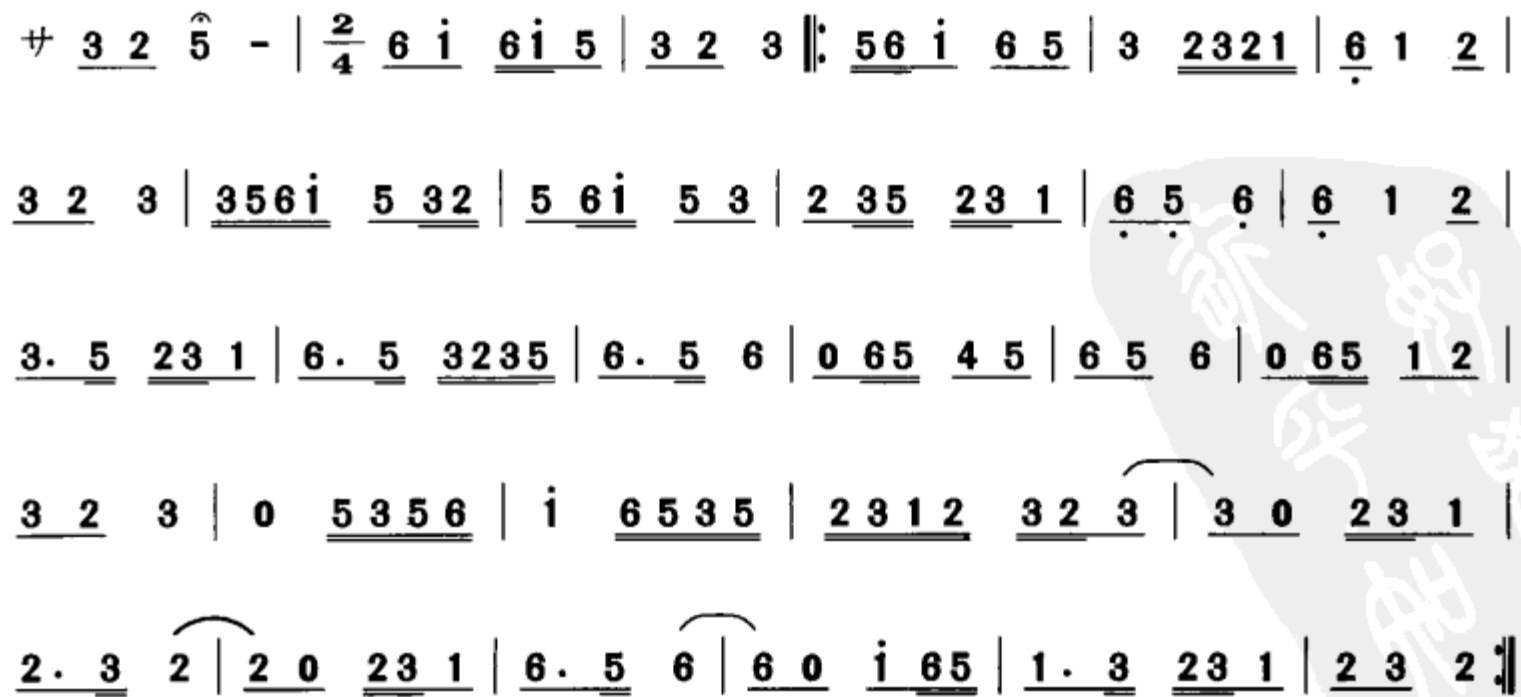 サ 3 2 5 - | 2/4 6 i 61̇ 5 | 3 2 3 |: 56 i 6 5 | 3 2321 | 6̣ 1 2 |
3 2 3 | 356i 5 32 | 5 6i 5 3 | 2 35 23 1 | 6̣ 5̣ 6̣ | 6̣ 1 2 |
3. 5 23 1 | 6. 5 3235 | 6. 5 6 | 0 65 4 5 | 6 5 6 | 0 65 1 2 |
3 2 3 | 0 5356 | i 6535 | 2312 32 3 | 3 0 23 1 |
2. 3 2 | 2 0 23 1 | 6. 5 6 | 6 0 i 65 | 1. 3 23 1 | 2 3 2 :|